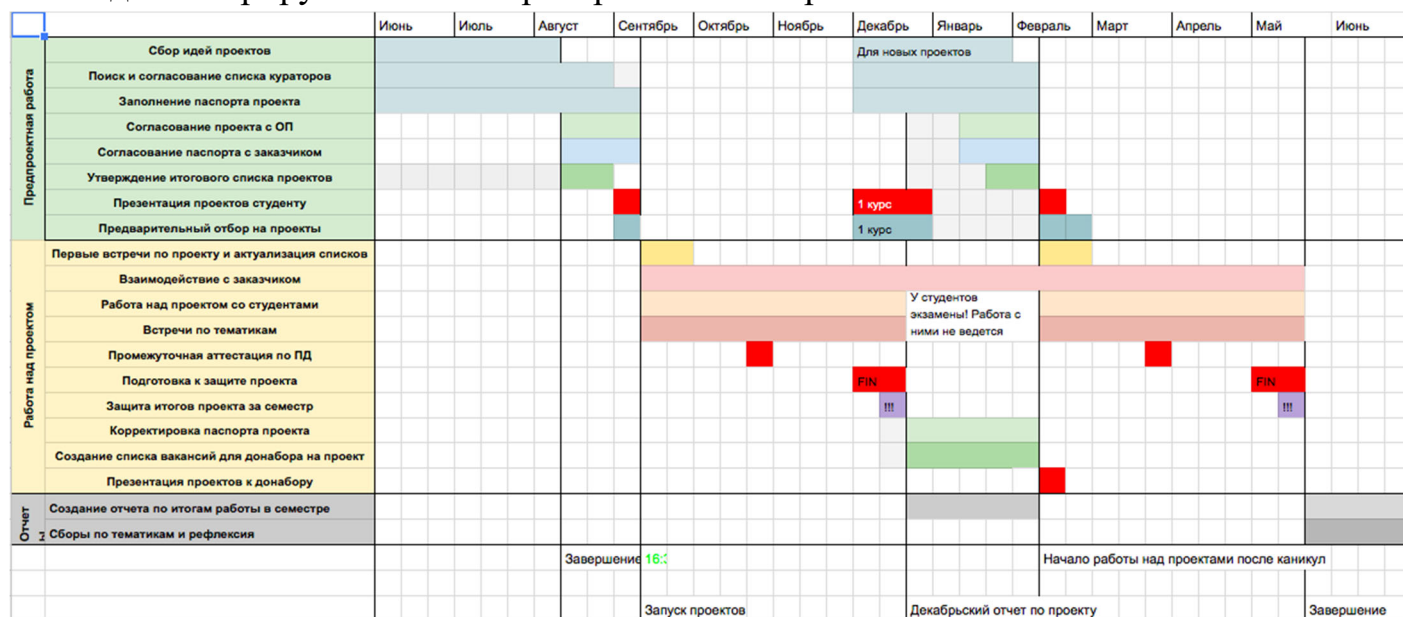 Июнь Июль Август Сентябрь Октябрь Ноябрь Декабрь Январь Февраль Март Апрель Май Июнь
Предпроектная работа
Сбор идей проектов Для новых проектов
Поиск и согласование списка кураторов
Заполнение паспорта проекта
Согласование проекта с ОП
Согласование паспорта с заказчиком
Утверждение итогового списка проектов
Презентация проектов студенту 1 курс
Предварительный отбор на проекты 1 курс
Работа над проектом
Первые встречи по проекту и актуализация списков
Взаимодействие с заказчиком
Работа над проектом со студентами
У студентов
экзамены! Работа с
ними не ведется
Встречи по тематикам
Промежуточная аттестация по ПД
Подготовка к защите проекта FIN FIN
Защита итогов проекта за семестр !!! !!!
Корректировка паспорта проекта
Создание списка вакансий для донабора на проект
Презентация проектов к донабору
Отчет
Создание отчета по итогам работы в семестре
Сборы по тематикам и рефлексия
Завершение Начало работы над проектами после каникул
Запуск проектов Декабрьский отчет по проекту Завершение